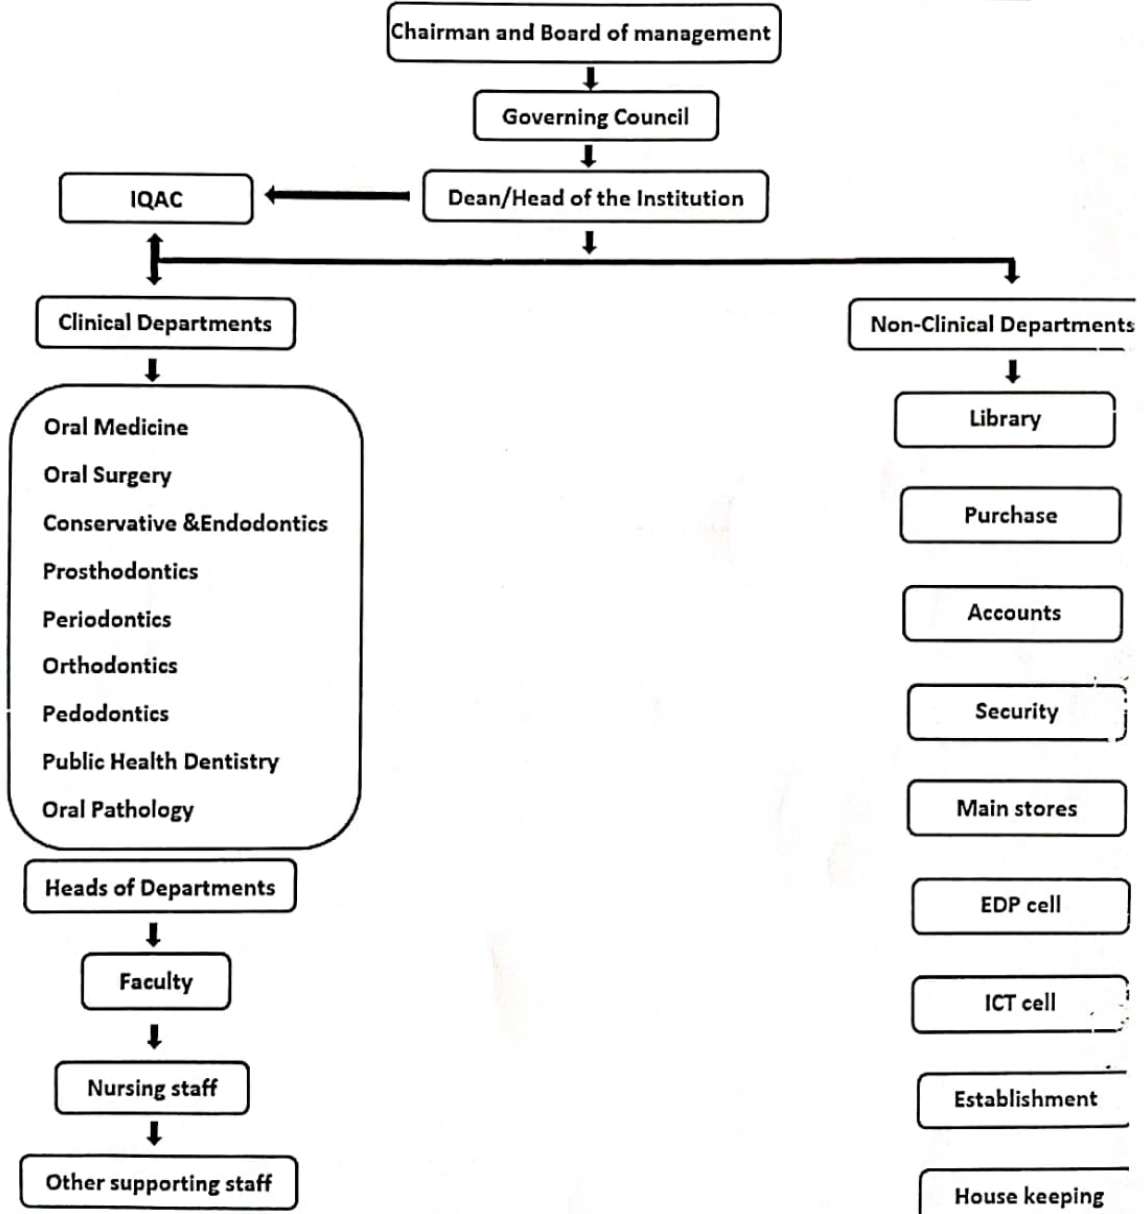 Chairman and Board of management
Governing Council
IQAC
Dean/Head of the Institution
Clinical Departments
Non-Clinical Departments
Oral Medicine
Oral Surgery
Conservative &Endodontics
Prosthodontics
Periodontics
Orthodontics
Pedodontics
Public Health Dentistry
Oral Pathology
Heads of Departments
Faculty
Nursing staff
Other supporting staff
Library
Purchase
Accounts
Security
Main stores
EDP cell
ICT cell
Establishment
House keeping